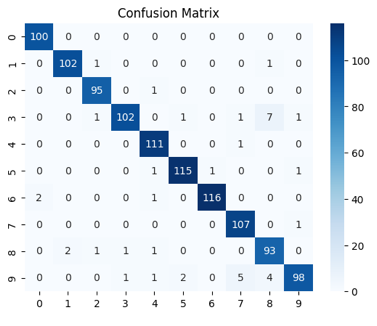 Confusion Matrix
0 100 0 0 0 0 0 0 0 0 0
1 0 102 1 0 0 0 0 0 1 0
2 0 0 95 0 1 0 0 0 0 0
3 0 0 1 102 0 1 0 1 7 1
4 0 0 0 0 111 0 0 1 0 0
5 0 0 0 0 1 115 1 0 0 1
6 2 0 0 0 1 0 116 0 0 0
7 0 0 0 0 0 0 0 107 0 1
8 0 2 1 1 1 0 0 0 93 0
9 0 0 0 1 1 2 0 5 4 98
0 1 2 3 4 5 6 7 8 9
100
80
60
40
20
0